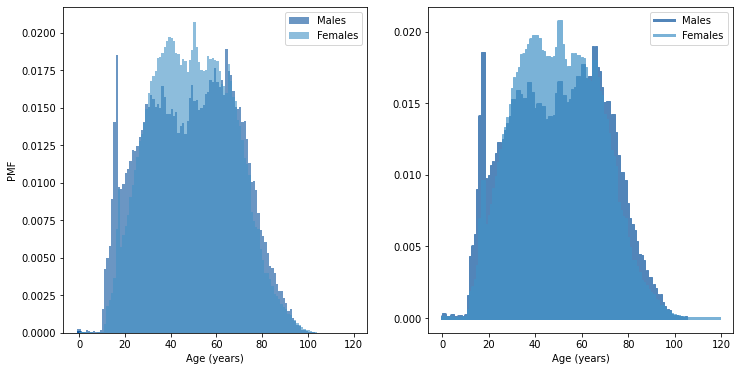 0.0200
0.0175
0.0150
0.0125
0.0100
0.0075
0.0050
0.0025
0.0000
PMF
0 20 40 60 80 100 120
Age (years)
Males
Females
0.020
0.015
0.010
0.005
0.000
0 20 40 60 80 100 120
Age (years)
Males
Females